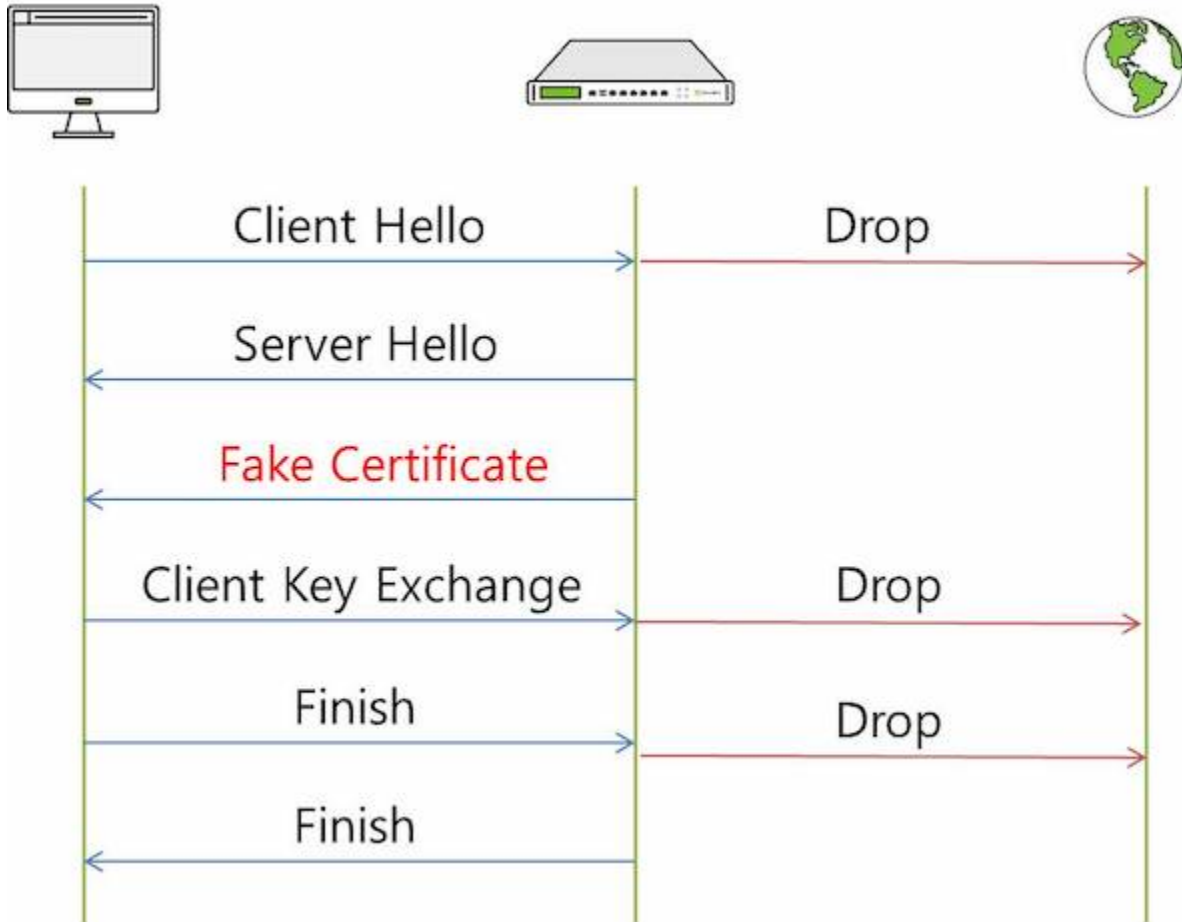 Client Hello
Drop
Server Hello
Fake Certificate
Client Key Exchange
Drop
Finish
Drop
Finish